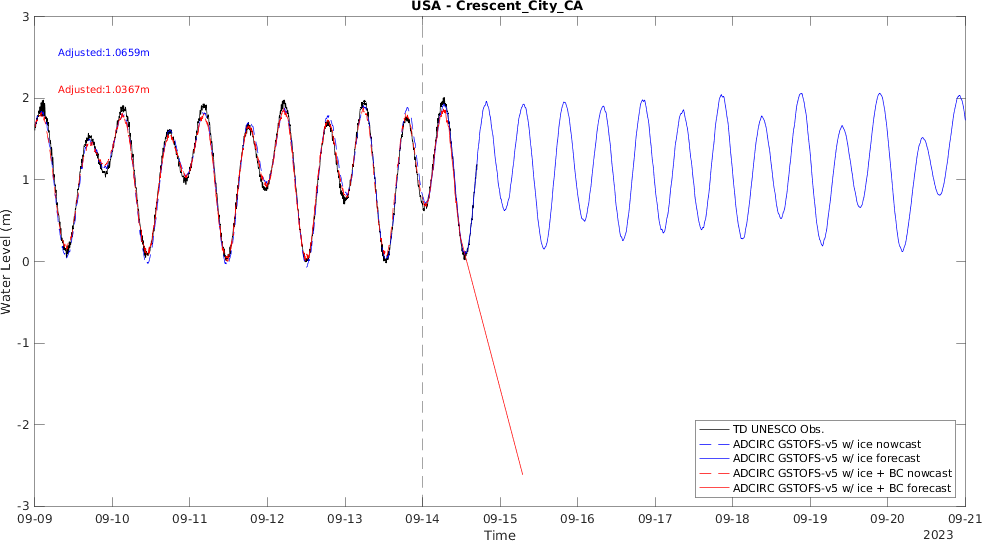 USA - Crescent_City_CA
Adjusted:1.0659m
Adjusted:1.0367m
Water Level (m)
3
2
1
0
-1
-2
-3
TD UNESCO Obs.
ADCIRC GSTOFS-v5 w/ ice nowcast
ADCIRC GSTOFS-v5 w/ ice forecast
ADCIRC GSTOFS-v5 w/ ice + BC nowcast
ADCIRC GSTOFS-v5 w/ ice + BC forecast
09-09 09-10 09-11 09-12 09-13 09-14 09-15 09-16 09-17 09-18 09-19 09-20 09-21
Time
2023